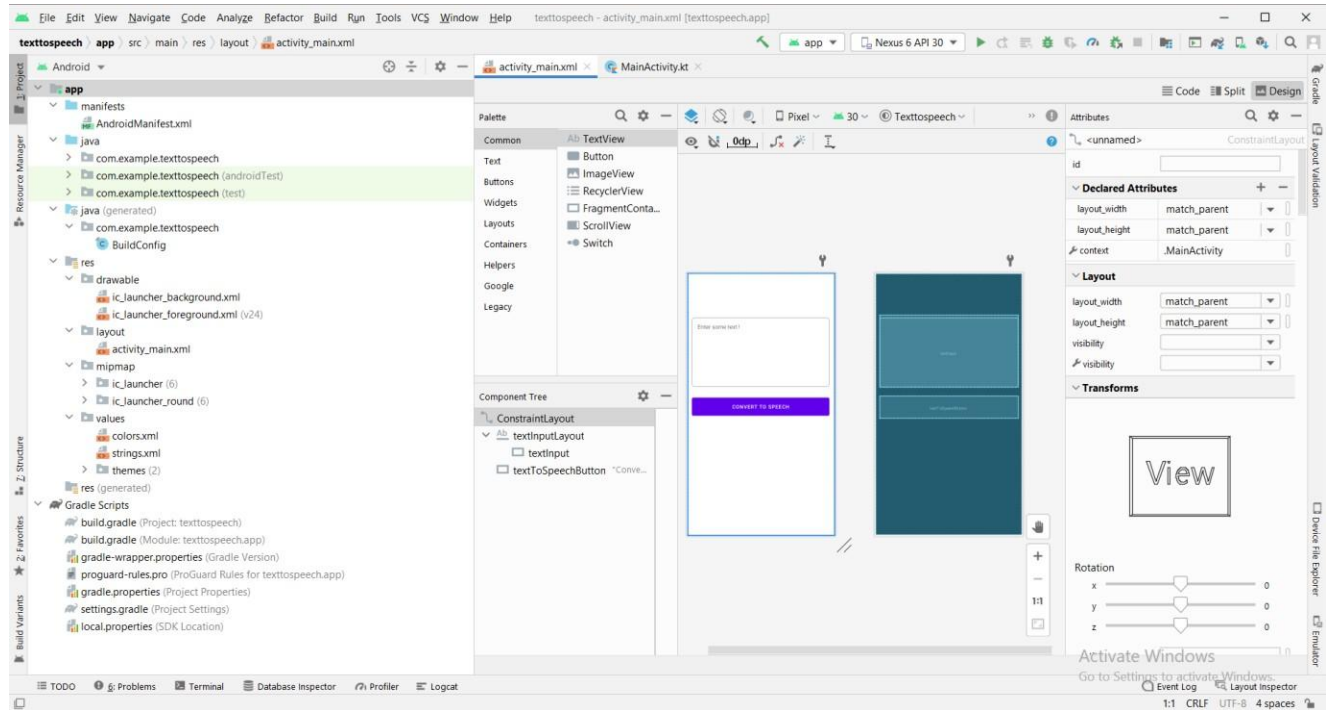 File Edit View Navigate Code Analyze Refactor Build Run Tools VCS Window Help texttospeech - activity_main.xml [texttospeech.app]
texttospeech app src main res layout activity_main.xml
app Nexus 6 API 30
1: Project
Resource Manager
7: Structure
2: Favorites
Build Variants
Android
app
manifests
AndroidManifest.xml
java
com.example.texttospeech
com.example.texttospeech (androidTest)
com.example.texttospeech (test)
java (generated)
com.example.texttospeech
BuildConfig
res
drawable
ic_launcher_background.xml
ic_launcher_foreground.xml (v24)
layout
activity_main.xml
mipmap
ic_launcher (6)
ic_launcher_round (6)
values
colors.xml
strings.xml
themes (2)
res (generated)
Gradle Scripts
build.gradle (Project: texttospeech)
build.gradle (Module: texttospeech.app)
gradle-wrapper.properties (Gradle Version)
proguard-rules.pro (ProGuard Rules for texttospeech.app)
gradle.properties (Project Properties)
settings.gradle (Project Settings)
local.properties (SDK Location)
activity_main.xml MainActivity.kt
Code Split Design
Palette
Common
Text
Buttons
Widgets
Layouts
Containers
Helpers
Google
Legacy
Ab TextView
Button
ImageView
RecyclerView
FragmentConta...
ScrollView
Switch
Component Tree
ConstraintLayout
Ab textInputLayout
textInput
textToSpeechButton "Conve...
Pixel 30 Texttospeech
0dp
Enter some text!
CONVERT TO SPEECH
1:1
Attributes
<unnamed> ConstraintLayout
id
Declared Attributes
layout_width match_parent
layout_height match_parent
context .MainActivity
Layout
layout_width match_parent
layout_height match_parent
visibility
visibility
Transforms
View
Rotation
x 0
y 0
z 0
Activate Windows
Go to Settings to activate Windows.
Gradle
Layout Validation
Device File Explorer
Emulator
TODO 6: Problems Terminal Database Inspector Profiler Logcat
Event Log Layout Inspector
1:1 CRLF UTF-8 4 spaces